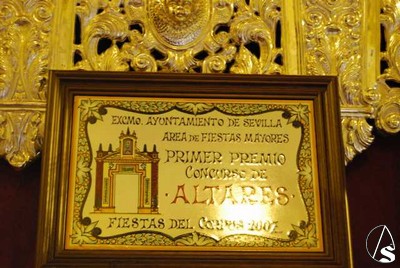 EXCMO. AYUNTAMIENTO DE SEVILLA
AREA DE FIESTAS MAYORES
PRIMER PREMIO
CONCURSO DE
·ALTARES·
FIESTAS DEL CORPUS 2007